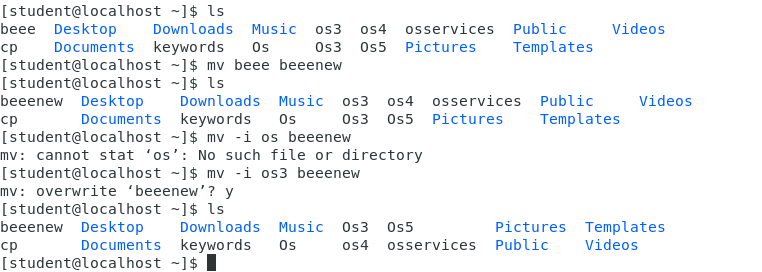 [student@localhost ~]$ ls
beee  Desktop    Downloads  Music  os3  os4  osservices  Public     Videos
cp    Documents  keywords   Os     Os3  Os5  Pictures    Templates
[student@localhost ~]$ mv beee beeenew
[student@localhost ~]$ ls
beeenew  Desktop    Downloads  Music  os3  os4  osservices  Public     Videos
cp       Documents  keywords   Os     Os3  Os5  Pictures    Templates
[student@localhost ~]$ mv -i os beeenew
mv: cannot stat ‘os’: No such file or directory
[student@localhost ~]$ mv -i os3 beeenew
mv: overwrite ‘beeenew’? y
[student@localhost ~]$ ls
beeenew  Desktop    Downloads  Music  Os3  Os5         Pictures  Templates
cp       Documents  keywords   Os     os4  osservices  Public    Videos
[student@localhost ~]$